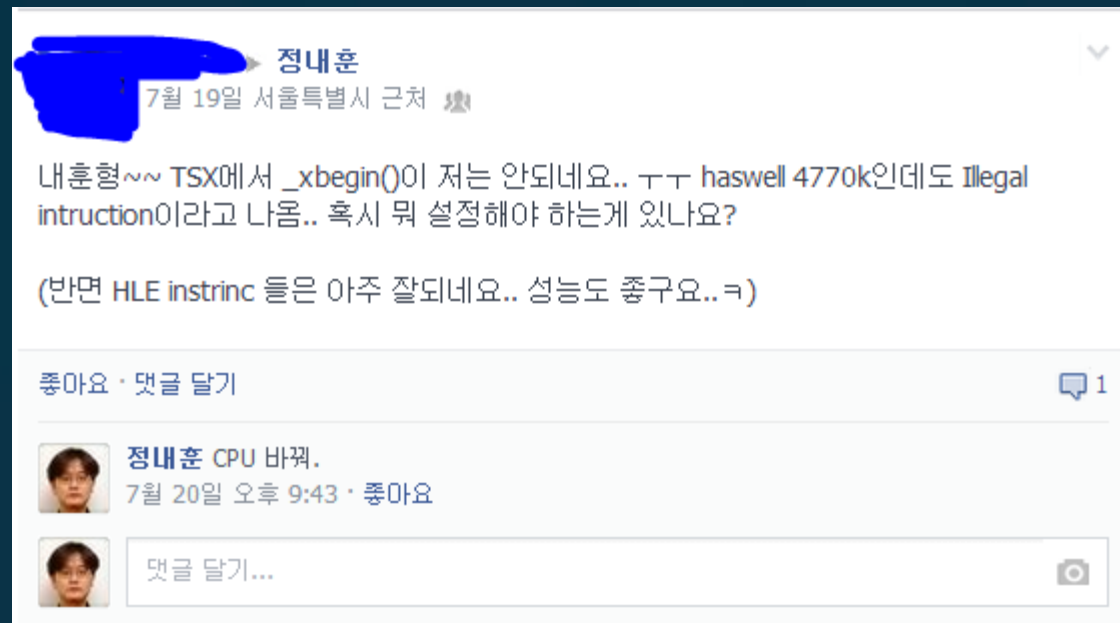 정내훈
7월 19일 서울특별시 근처
내훈형~~ TSX에서 _xbegin()이 저는 안되네요.. ㅜㅜ haswell 4770k인데도 Illegal
intruction이라고 나옴.. 혹시 뭐 설정해야 하는게 있나요?
(반면 HLE instrinc 들은 아주 잘되네요.. 성능도 좋구요..ㅋ)
좋아요 · 댓글 달기
1
정내훈 CPU 바꿔.
7월 20일 오후 9:43 · 좋아요
댓글 달기...